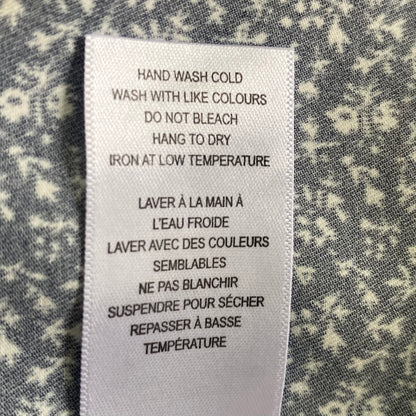 HAND WASH COLD
WASH WITH LIKE COLOURS
DO NOT BLEACH
HANG TO DRY
IRON AT LOW TEMPERATURE
LAVER À LA MAIN À
L'EAU FROIDE
LAVER AVEC DES COULEURS
SEMBLABLES
NE PAS BLANCHIR
SUSPENDRE POUR SÉCHER
REPASSER À BASSE
TEMPÉRATURE